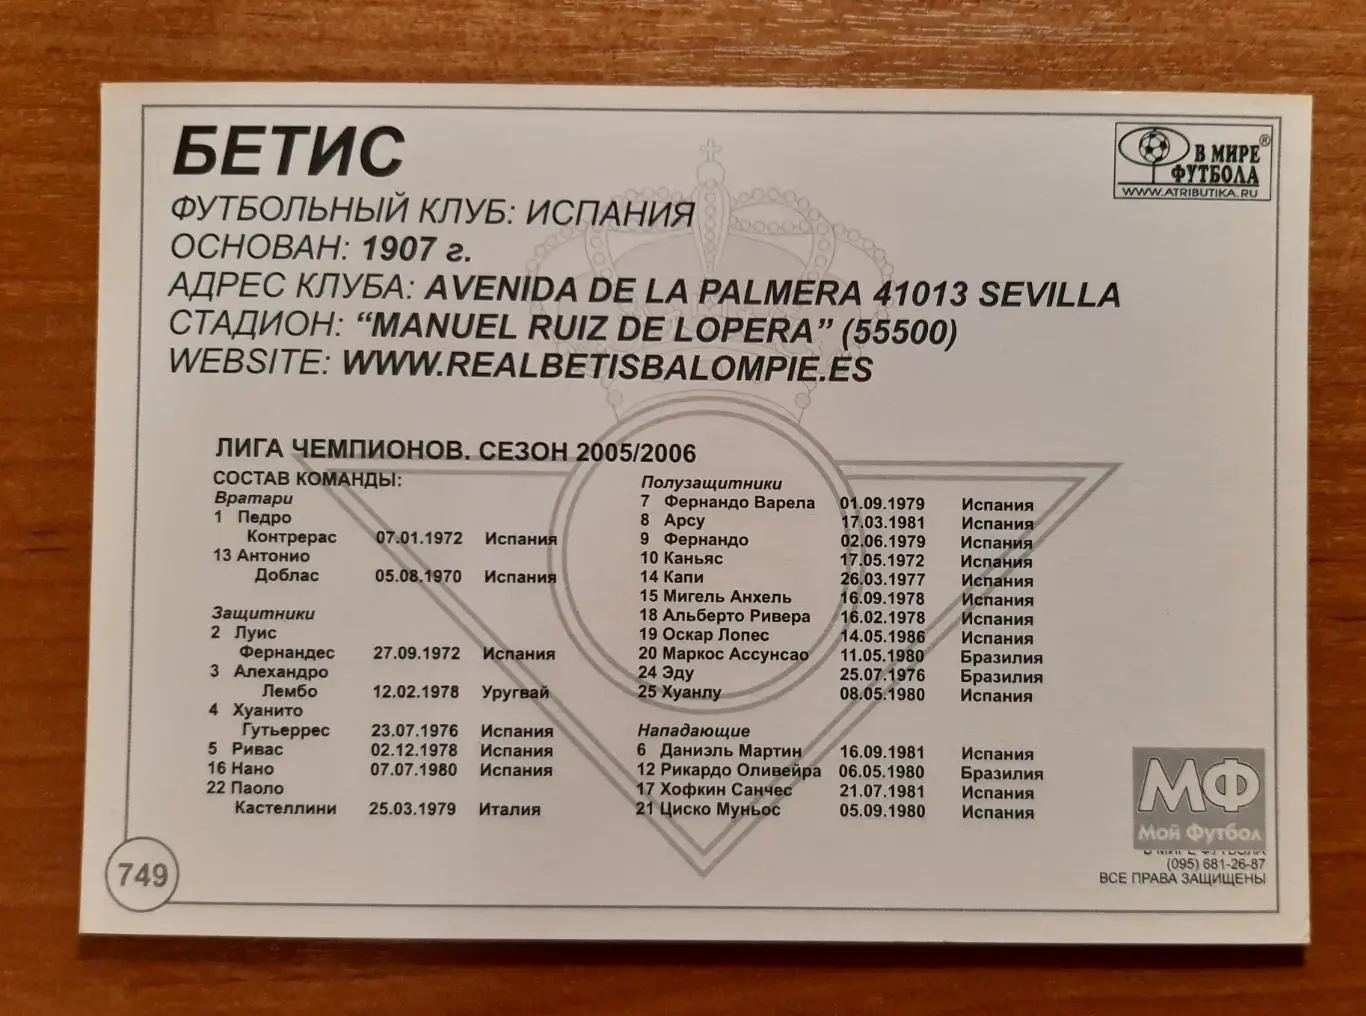 БЕТИС
ФУТБОЛЬНЫЙ КЛУБ: ИСПАНИЯ
ОСНОВАН: 1907 г.
АДРЕС КЛУБА: AVENIDA DE LA PALMERA 41013 SEVILLA
СТАДИОН: “MANUEL RUIZ DE LOPERA” (55500)
WEBSITE: WWW.REALBETISBALOMPIE.ES
В МИРЕ ®
ФУТБОЛА
WWW.ATRIBUTIKA.RU
ЛИГА ЧЕМПИОНОВ. СЕЗОН 2005/2006
СОСТАВ КОМАНДЫ:
Вратари
1 Педро
Контрерас 07.01.1972 Испания
13 Антонио
Доблас 05.08.1970 Испания
Защитники
2 Луис
Фернандес 27.09.1972 Испания
3 Алехандро
Лембо 12.02.1978 Уругвай
4 Хуанито
Гутьеррес 23.07.1976 Испания
5 Ривас 02.12.1978 Испания
16 Нано 07.07.1980 Испания
22 Паоло
Кастеллини 25.03.1979 Италия
Полузащитники
7 Фернандо Варела 01.09.1979 Испания
8 Арсу 17.03.1981 Испания
9 Фернандо 02.06.1979 Испания
10 Каньяс 17.05.1972 Испания
14 Капи 26.03.1977 Испания
15 Мигель Анхель 16.09.1978 Испания
18 Альберто Ривера 16.02.1978 Испания
19 Оскар Лопес 14.05.1986 Испания
20 Маркос Ассунсао 11.05.1980 Бразилия
24 Эду 25.07.1976 Бразилия
25 Хуанлу 08.05.1980 Испания
Нападающие
6 Даниэль Мартин 16.09.1981 Испания
12 Рикардо Оливейра 06.05.1980 Бразилия
17 Хофкин Санчес 21.07.1981 Испания
21 Циско Муньос 05.09.1980 Испания
МФ
Мой Футбол
В МИРЕ ФУТБОЛА
(095) 681-26-87
ВСЕ ПРАВА ЗАЩИЩЕНЫ
749